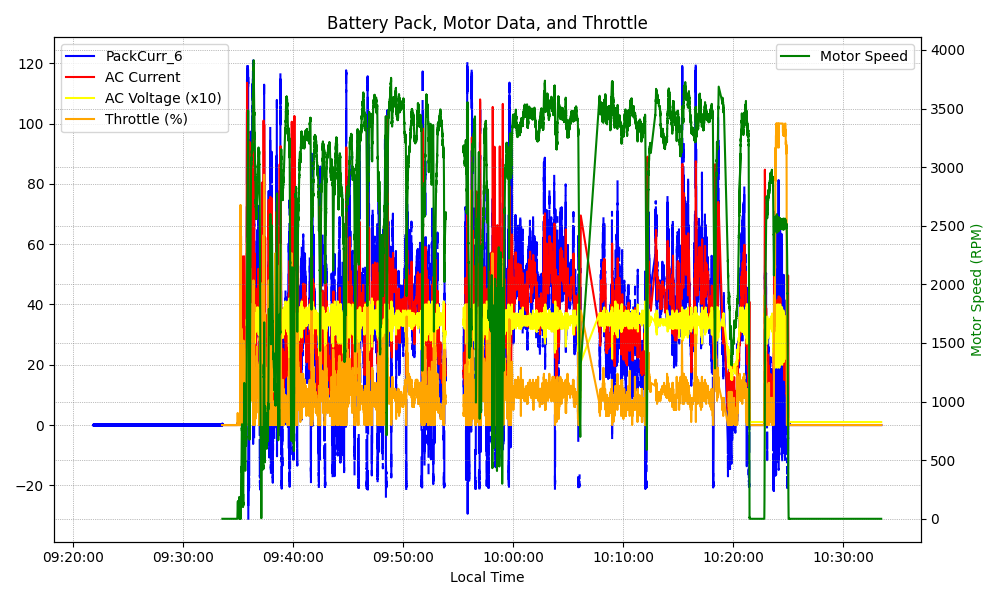 Battery Pack, Motor Data, and Throttle
PackCurr_6
AC Current
AC Voltage (x10)
Throttle (%)
Motor Speed
120
100
80
60
40
20
0
−20
4000
3500
3000
2500
2000
1500
1000
500
0
Motor Speed (RPM)
09:20:00 09:30:00 09:40:00 09:50:00 10:00:00 10:10:00 10:20:00 10:30:00
Local Time